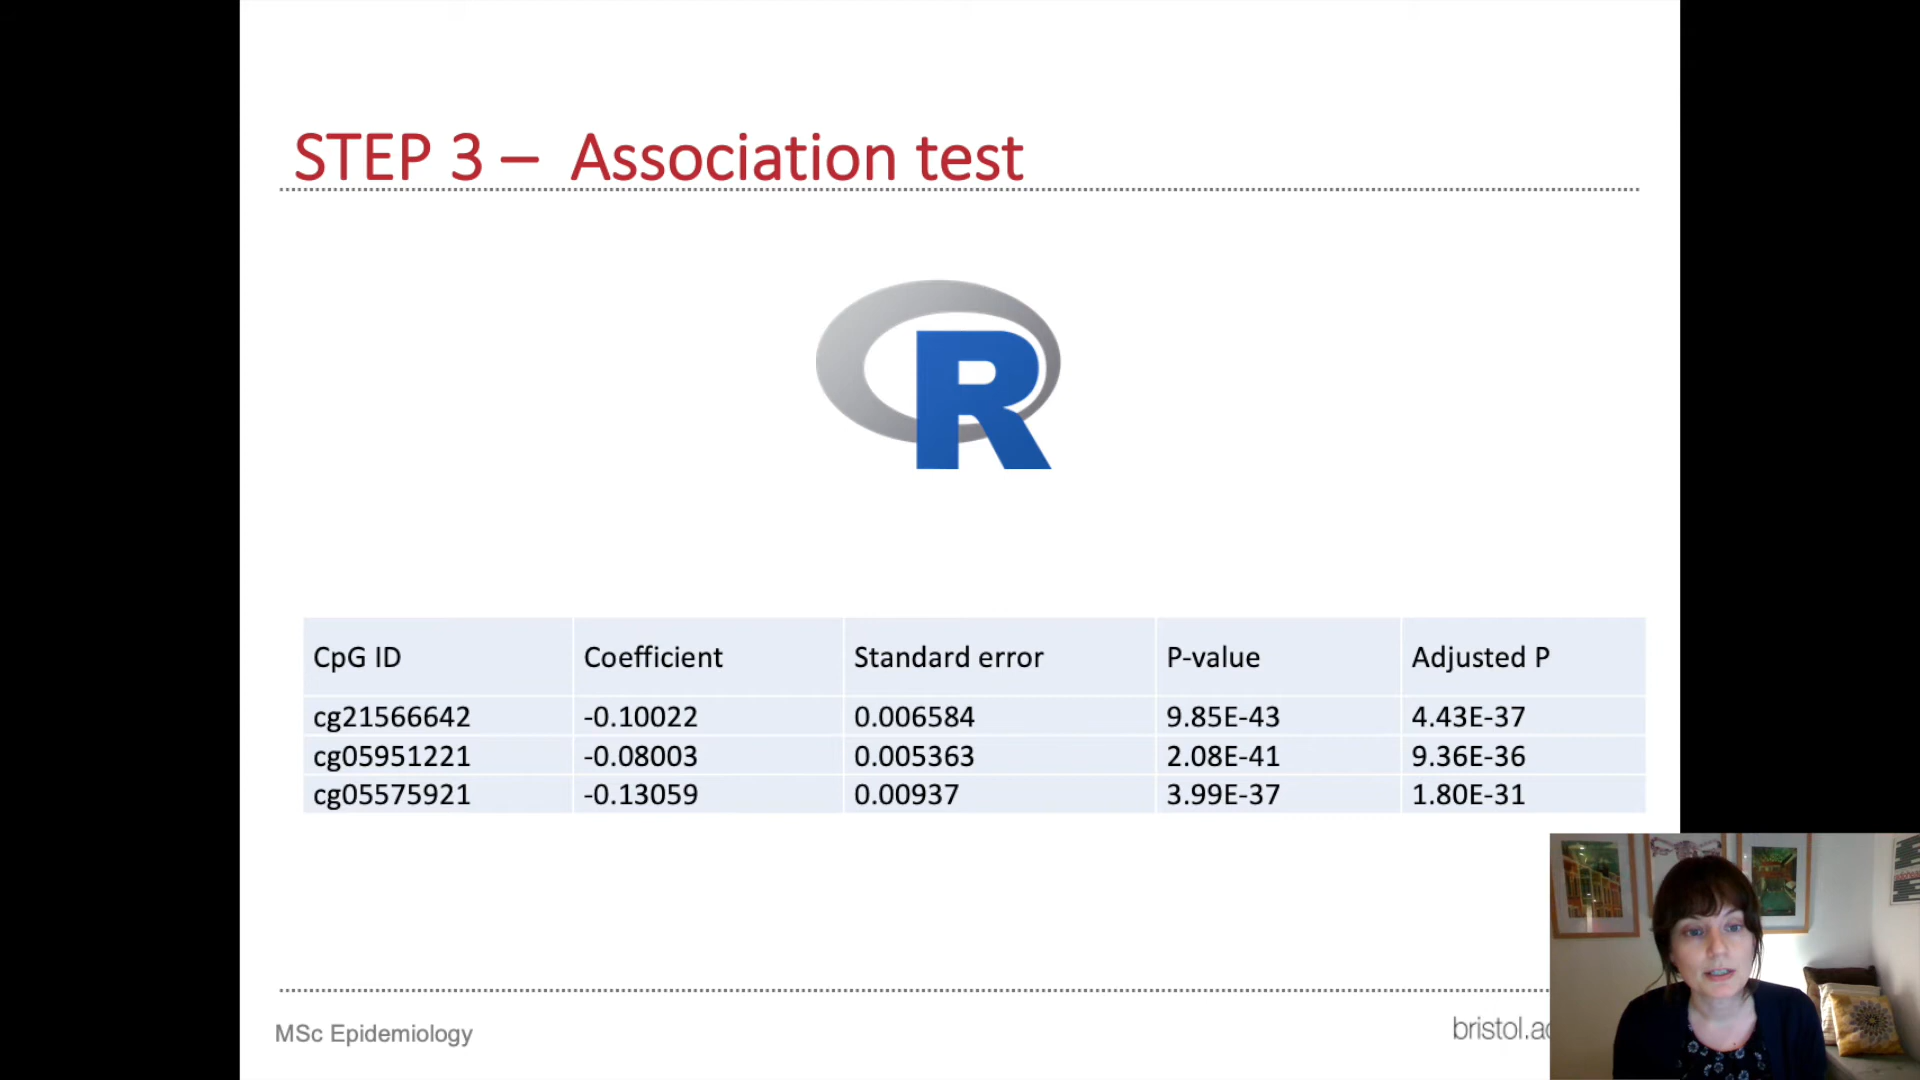 STEP 3 – Association test
R
CpG ID Coefficient Standard error P-value Adjusted P
cg21566642 -0.10022 0.006584 9.85E-43 4.43E-37
cg05951221 -0.08003 0.005363 2.08E-41 9.36E-36
cg05575921 -0.13059 0.00937 3.99E-37 1.80E-31
MSc Epidemiology
bristol.ac